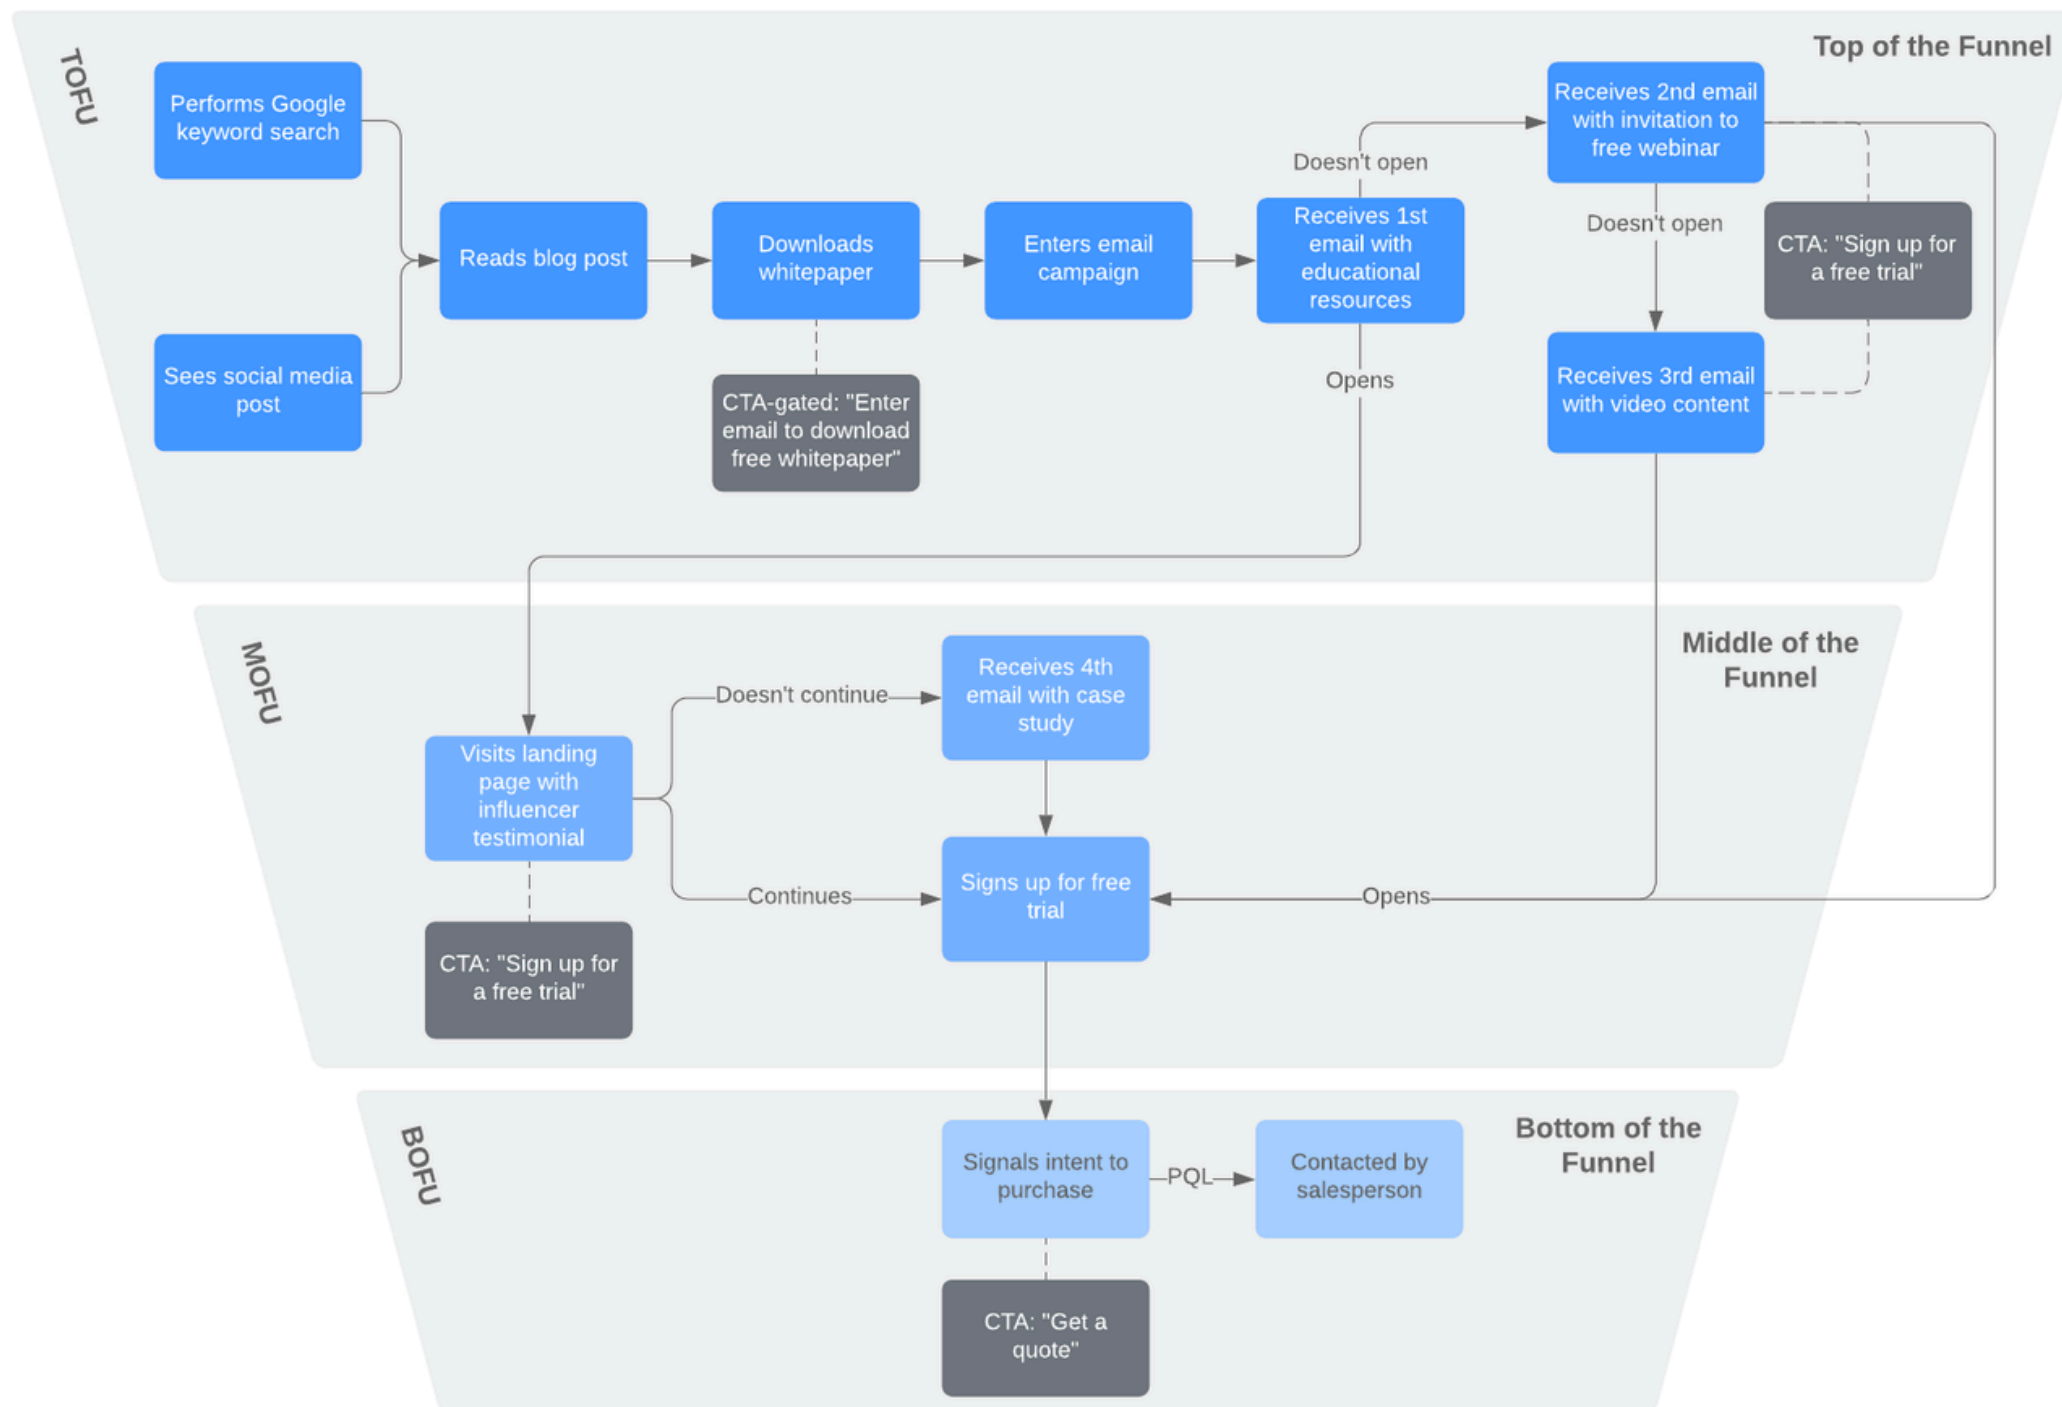 TOFU
Top of the Funnel
Performs Google
keyword search
Sees social media
post
Reads blog post
Downloads
whitepaper
CTA-gated: "Enter
email to download
free whitepaper"
Enters email
campaign
Receives 1st
email with
educational
resources
Doesn't open
Opens
Receives 2nd email
with invitation to
free webinar
Doesn't open
CTA: "Sign up for
a free trial"
Receives 3rd email
with video content
MOFU
Middle of the
Funnel
Visits landing
page with
influencer
testimonial
CTA: "Sign up for
a free trial"
Doesn't continue
Continues
Receives 4th
email with case
study
Signs up for free
trial
Opens
BOFU
Bottom of the
Funnel
Signals intent to
purchase
PQL
Contacted by
salesperson
CTA: "Get a
quote"